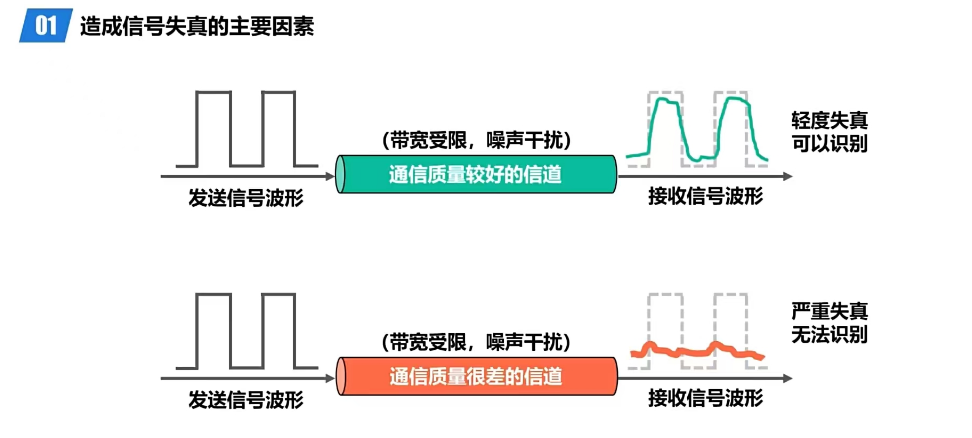 01 造成信号失真的主要因素
(带宽受限，噪声干扰)
轻度失真
可以识别
通信质量较好的信道
发送信号波形
接收信号波形
(带宽受限，噪声干扰)
严重失真
无法识别
通信质量很差的信道
发送信号波形
接收信号波形